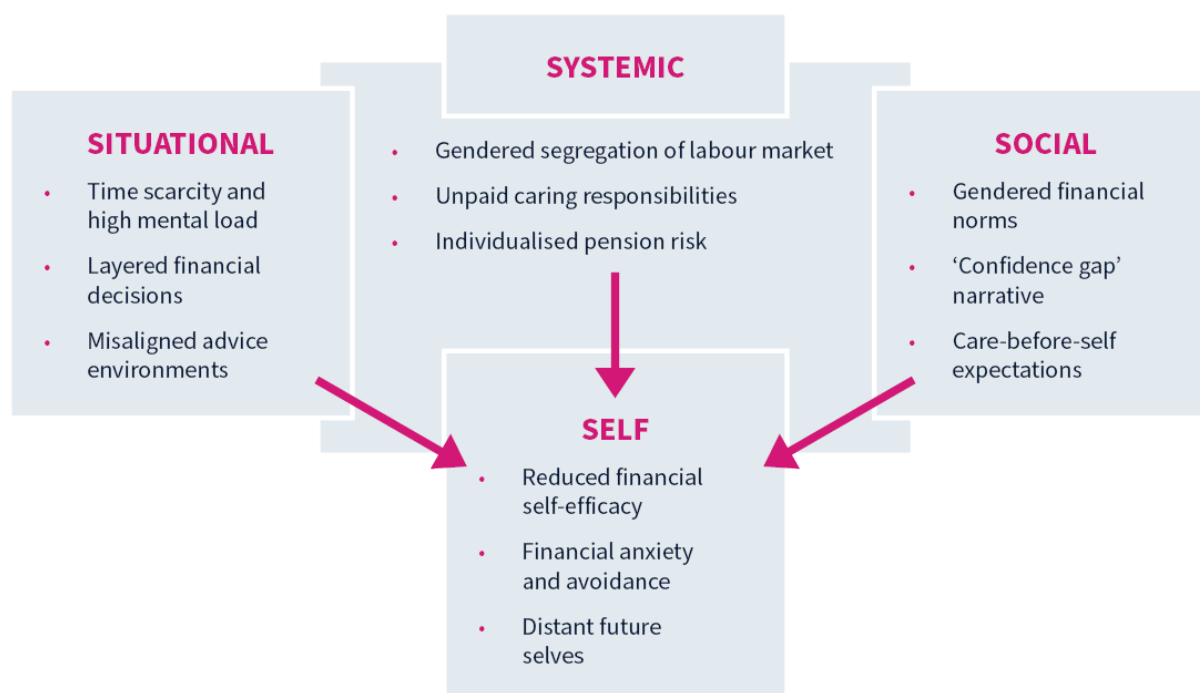 SYSTEMIC
• Gendered segregation of labour market
• Unpaid caring responsibilities
• Individualised pension risk
SITUATIONAL
• Time scarcity and
high mental load
• Layered financial
decisions
• Misaligned advice
environments
SOCIAL
• Gendered financial
norms
• ‘Confidence gap’
narrative
• Care-before-self
expectations
SELF
• Reduced financial
self-efficacy
• Financial anxiety
and avoidance
• Distant future
selves